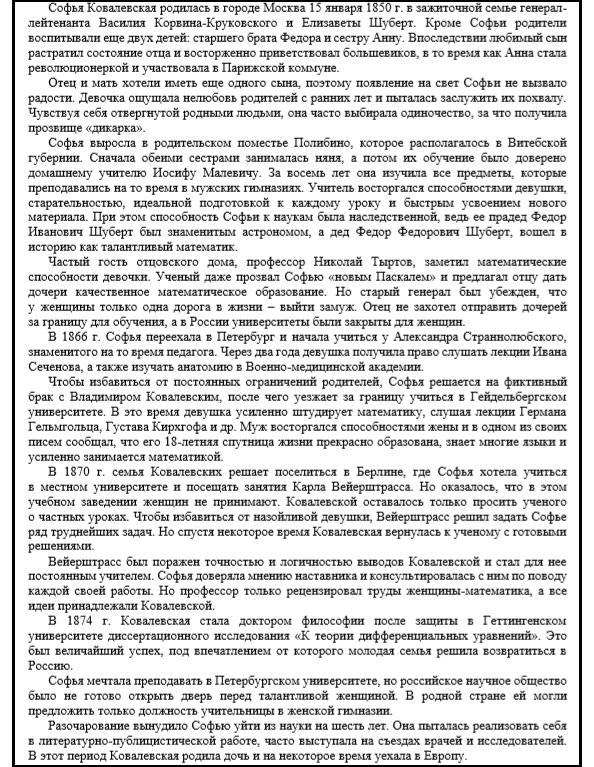 Софья Ковалевская родилась в городе Москва 15 января 1850 г. в зажиточной семье генерал-
лейтенанта Василия Корвина-Круковского и Елизаветы Шуберт. Кроме Софьи родители
воспитывали еще двух детей: старшего брата Федора и сестру Анну. Впоследствии любимый сын
растратил состояние отца и восторженно приветствовал большевиков, в то время как Анна стала
революционеркой и участвовала в Парижской коммуне.
Отец и мать хотели иметь еще одного сына, поэтому появление на свет Софьи не вызвало
радости. Девочка ощущала нелюбовь родителей с ранних лет и пыталась заслужить их похвалу.
Чувствуя себя отвергнутой родными людьми, она часто выбирала одиночество, за что получила
прозвище «дикарка».
Софья выросла в родительском поместье Полибино, которое располагалось в Витебской
губернии. Сначала обеими сестрами занималась няня, а потом их обучение было доверено
домашнему учителю Иосифу Малевичу. За восемь лет она изучила все предметы, которые
преподавались на то время в мужских гимназиях. Учитель восторгался способностями девушки,
старательностью, идеальной подготовкой к каждому уроку и быстрым усвоением нового
материала. При этом способность Софьи к наукам была наследственной, ведь ее прадед Федор
Иванович Шуберт был знаменитым астрономом, а дед Федор Федорович Шуберт, вошел в
историю как талантливый математик.
Частый гость отцовского дома, профессор Николай Тыртов, заметил математические
способности девочки. Ученый даже прозвал Софью «новым Паскалем» и предлагал отцу дать
дочери качественное математическое образование. Но старый генерал был убежден, что
у женщины только одна дорога в жизни – выйти замуж. Отец не захотел отправить дочерей
за границу для обучения, а в России университеты были закрыты для женщин.
В 1866 г. Софья переехала в Петербург и начала учиться у Александра Страннолюбского,
знаменитого на то время педагога. Через два года девушка получила право слушать лекции Ивана
Сеченова, а также изучать анатомию в Военно-медицинской академии.
Чтобы избавиться от постоянных ограничений родителей, Софья решается на фиктивный
брак с Владимиром Ковалевским, после чего уезжает за границу учиться в Гейдельбергском
университете. В это время девушка усиленно штудирует математику, слушая лекции Германа
Гельмгольца, Густава Кирхгофа и др. Муж восторгался способностями жены и в одном из своих
писем сообщал, что его 18-летняя спутница жизни прекрасно образована, знает многие языки и
усиленно занимается математикой.
В 1870 г. семья Ковалевских решает поселиться в Берлине, где Софья хотела учиться
в местном университете и посещать занятия Карла Вейерштрасса. Но оказалось, что в этом
учебном заведении женщин не принимают. Ковалевской оставалось только просить ученого
о частных уроках. Чтобы избавиться от назойливой девушки, Вейерштрасс решил задать Софье
ряд труднейших задач. Но спустя некоторое время Ковалевская вернулась к ученому с готовыми
решениями.
Вейерштрасс был поражен точностью и логичностью выводов Ковалевской и стал для нее
постоянным учителем. Софья доверяла мнению наставника и консультировалась с ним по поводу
каждой своей работы. Но профессор только рецензировал труды женщины-математика, а все
идеи принадлежали Ковалевской.
В 1874 г. Ковалевская стала доктором философии после защиты в Геттингенском
университете диссертационного исследования «К теории дифференциальных уравнений». Это
был величайший успех, под впечатлением от которого молодая семья решила возвратиться в
Россию.
Софья мечтала преподавать в Петербургском университете, но российское научное общество
было не готово открыть дверь перед талантливой женщиной. В родной стране ей могли
предложить только должность учительницы в женской гимназии.
Разочарование вынудило Софью уйти из науки на шесть лет. Она пыталась реализовать себя
в литературно-публицистической работе, часто выступала на съездах врачей и исследователей.
В этот период Ковалевская родила дочь и на некоторое время уехала в Европу.